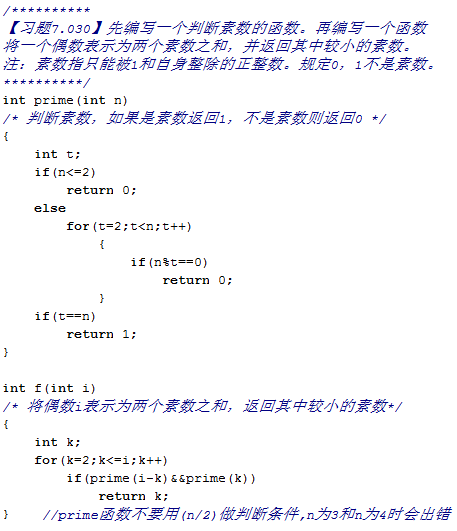 /**********
【习题7.030】先编写一个判断素数的函数。再编写一个函数
将一个偶数表示为两个素数之和，并返回其中较小的素数。
注：素数指只能被1和自身整除的正整数。规定0，1不是素数。
**********/
int prime(int n)
/* 判断素数，如果是素数返回1，不是素数则返回0 */
{
    int t;
    if(n<=2)
        return 0;
    else
        for(t=2;t<n;t++)
            {
                if(n%t==0)
                    return 0;
            }
    if(t==n)
        return 1;
}

int f(int i)
/* 将偶数i表示为两个素数之和，返回其中较小的素数*/
{
    int k;
    for(k=2;k<=i;k++)
        if(prime(i-k)&&prime(k))
            return k;
}    //prime函数不要用(n/2)做判断条件,n为3和n为4时会出错